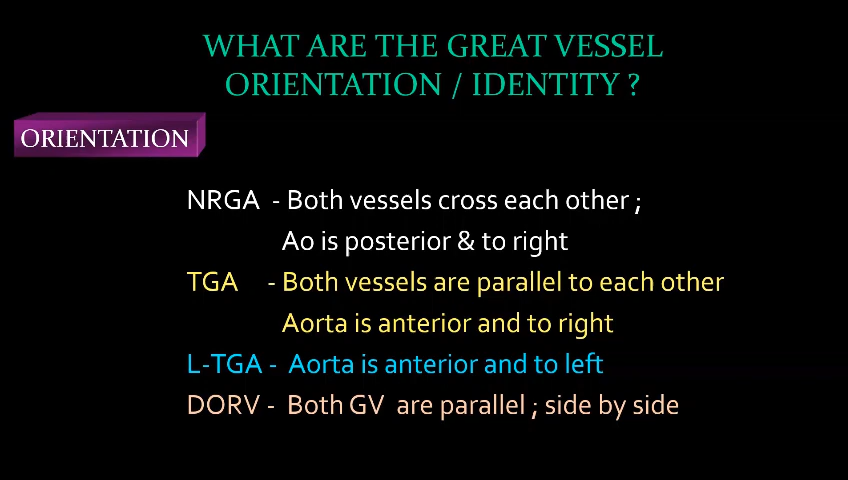 WHAT ARE THE GREAT VESSEL
ORIENTATION / IDENTITY ?
ORIENTATION
NRGA - Both vessels cross each other ;
Ao is posterior & to right
TGA - Both vessels are parallel to each other
Aorta is anterior and to right
L-TGA - Aorta is anterior and to left
DORV - Both GV are parallel ; side by side